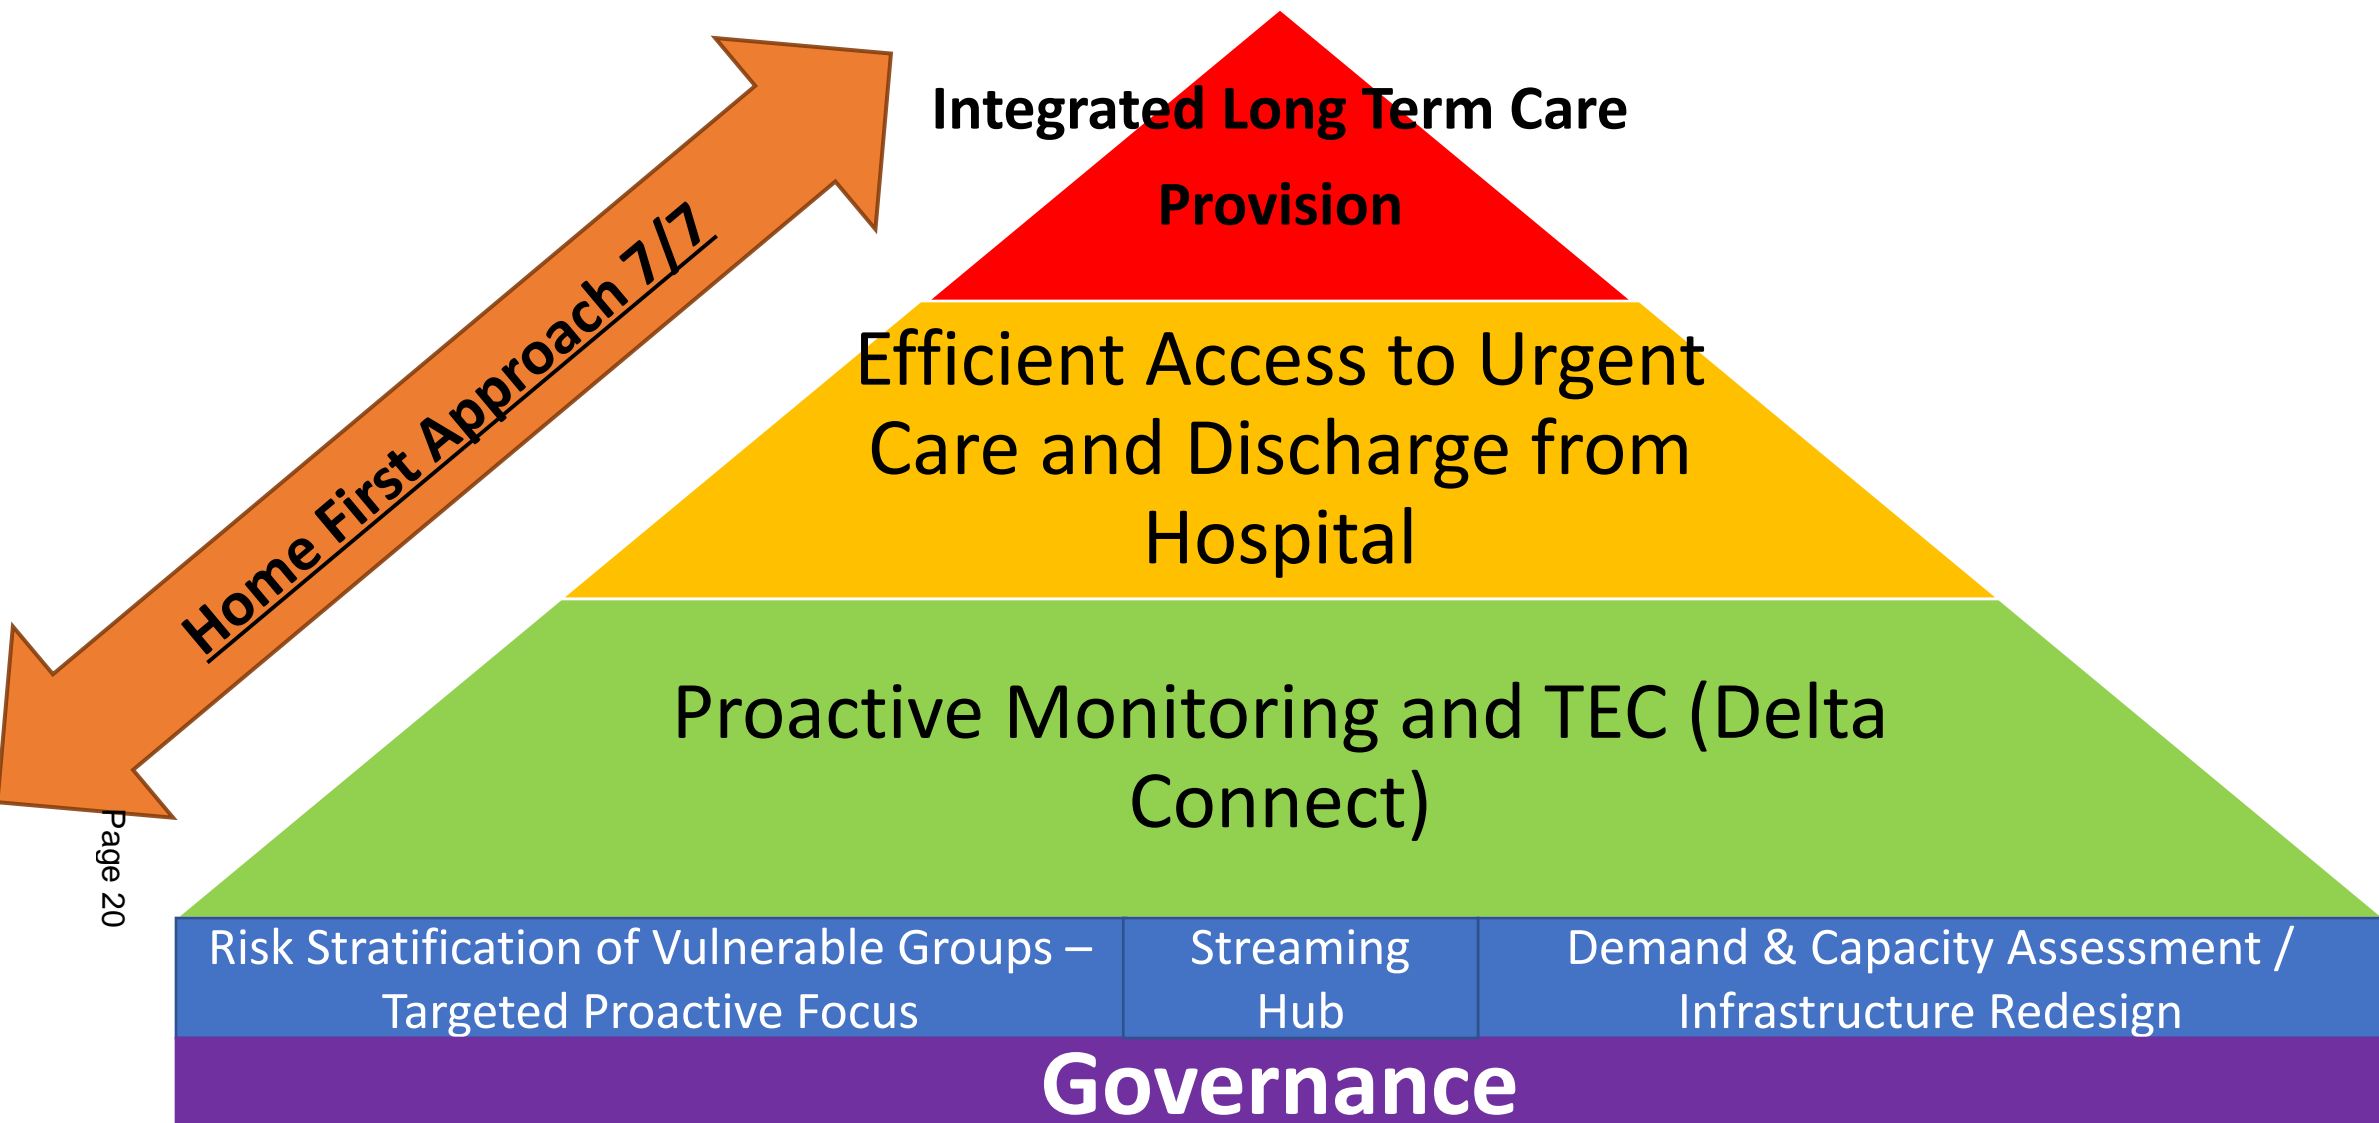 Integrated Long Term Care
Provision
Home First Approach 7/7
Efficient Access to Urgent
Care and Discharge from
Hospital
Proactive Monitoring and TEC (Delta
Connect)
Page 20
Risk Stratification of Vulnerable Groups –
Targeted Proactive Focus
Streaming
Hub
Demand & Capacity Assessment /
Infrastructure Redesign
Governance